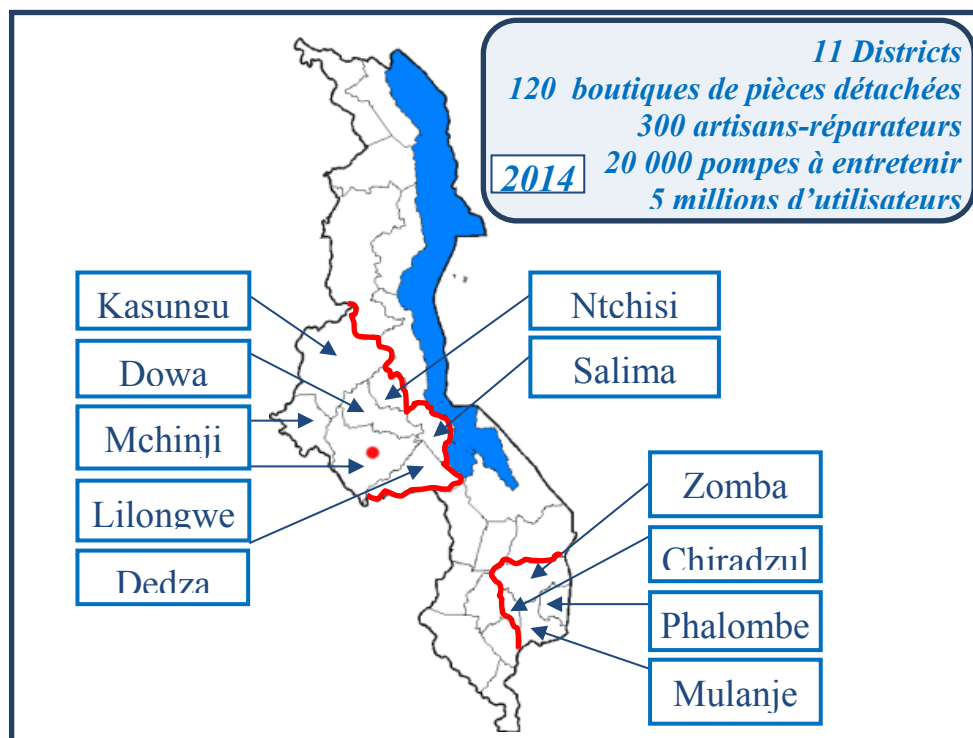 11 Districts
120 boutiques de pièces détachées
300 artisans-réparateurs
2014
20 000 pompes à entretenir
5 millions d’utilisateurs
Kasungu
Dowa
Mchinji
Lilongwe
Dedza
Ntchisi
Salima
Zomba
Chiradzul
Phalombe
Mulanje